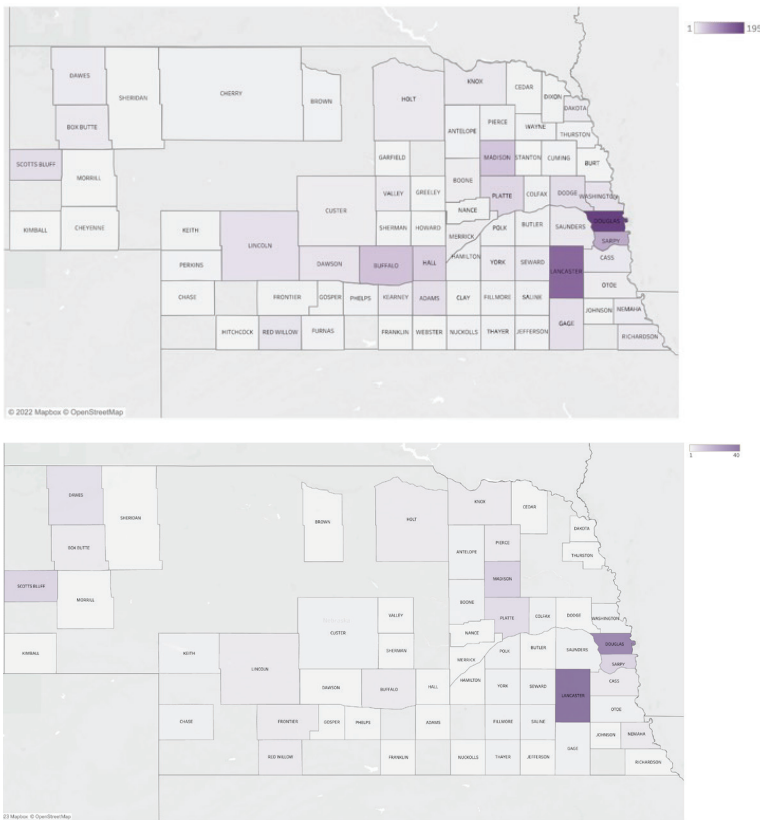 1 195
DAWES
SHERIDAN
CHERRY
BROWN
HOLT
KNOX
CEDAR
DIXON
DAKOTA
BOX BUTTE
ANTELOPE
PIERCE
WAYNE
THURSTON
SCOTTS BLUFF
MORRILL
GARFIELD
MADISON
STANTON
CUMING
BURT
CUSTER
VALLEY
GREELEY
BOONE
PLATTE
COLFAX
DODGE
WASHINGTON
KIMBALL
CHEYENNE
KEITH
LINCOLN
SHERMAN
HOWARD
NANCE
MERRICK
POLK
BUTLER
SAUNDERS
DOUGLAS
SARPY
PERKINS
DAWSON
BUFFALO
HALL
HAMILTON
YORK
SEWARD
LANCASTER
CASS
CHASE
FRONTIER
GOSPER
PHELPS
KEARNEY
ADAMS
CLAY
FILLMORE
SALINE
OTOE
HITCHCOCK
RED WILLOW
FURNAS
FRANKLIN
WEBSTER
NUCKOLLS
THAYER
JEFFERSON
GAGE
JOHNSON
NEMAHA
RICHARDSON
© 2022 Mapbox © OpenStreetMap
1 40
DAWES
SHERIDAN
BROWN
HOLT
KNOX
CEDAR
DAKOTA
BOX BUTTE
ANTELOPE
PIERCE
THURSTON
SCOTTS BLUFF
MORRILL
MADISON
CUSTER
VALLEY
BOONE
PLATTE
COLFAX
DODGE
WASHINGTON
KIMBALL
KEITH
LINCOLN
SHERMAN
NANCE
MERRICK
POLK
BUTLER
SAUNDERS
DOUGLAS
SARPY
DAWSON
BUFFALO
HALL
HAMILTON
YORK
SEWARD
LANCASTER
CASS
CHASE
FRONTIER
GOSPER
PHELPS
ADAMS
FILLMORE
SALINE
OTOE
RED WILLOW
FRANKLIN
NUCKOLLS
THAYER
JEFFERSON
GAGE
JOHNSON
NEMAHA
RICHARDSON
23 Mapbox © OpenStreetMap